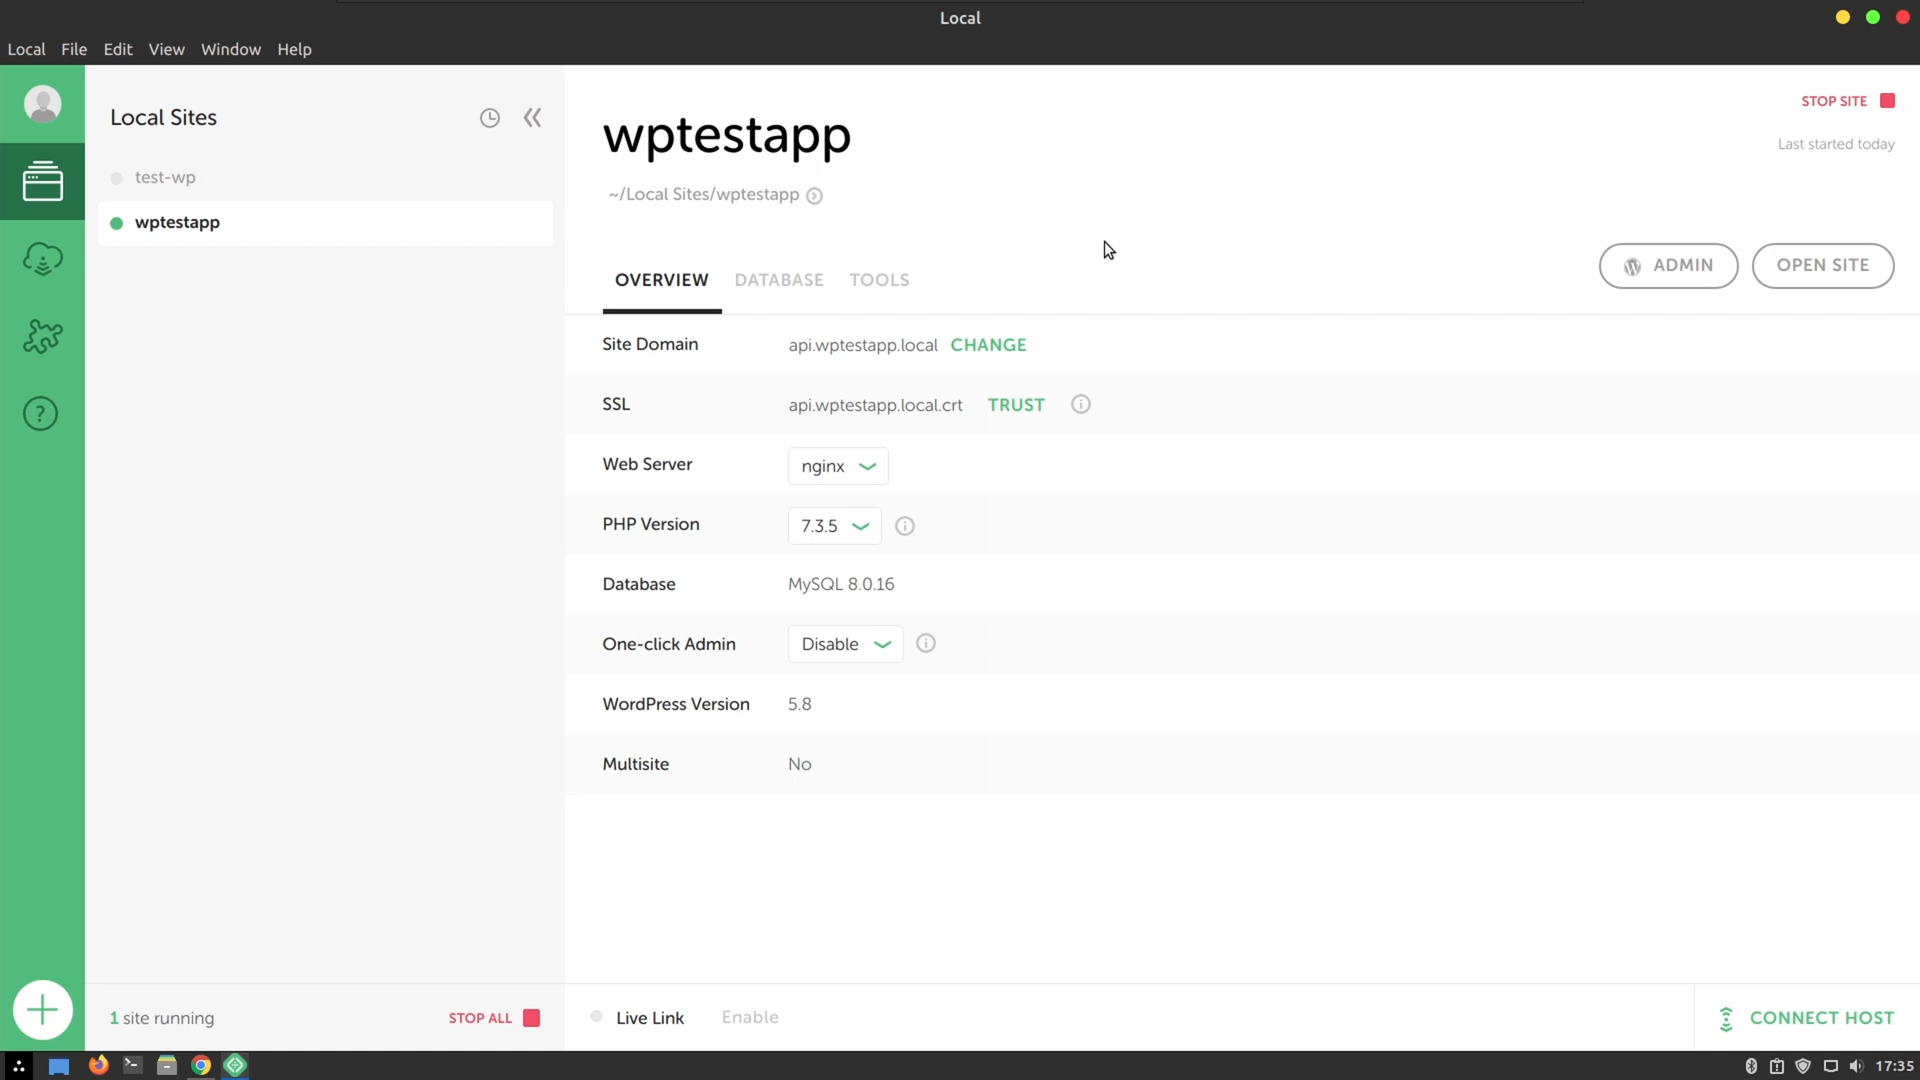 Local
Local File Edit View Window Help
Local Sites
test-wp
wptestapp
wptestapp
~/Local Sites/wptestapp
STOP SITE
Last started today
OVERVIEW DATABASE TOOLS
ADMIN OPEN SITE
Site Domain api.wptestapp.local CHANGE
SSL api.wptestapp.local.crt TRUST
Web Server nginx
PHP Version 7.3.5
Database MySQL 8.0.16
One-click Admin Disable
WordPress Version 5.8
Multisite No
1 site running STOP ALL
Live Link Enable
CONNECT HOST
17:35